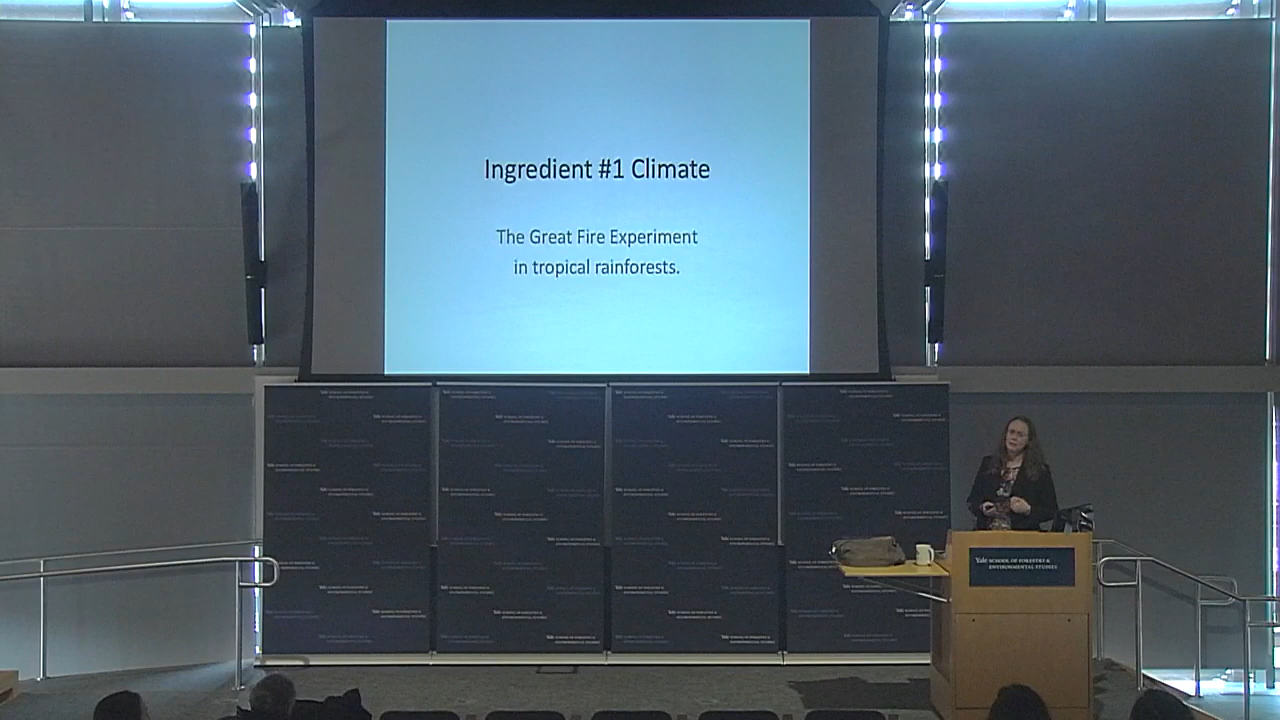 Ingredient #1 Climate
The Great Fire Experiment
in tropical rainforests.
Yale SCHOOL OF FORESTRY &
ENVIRONMENTAL STUDIES